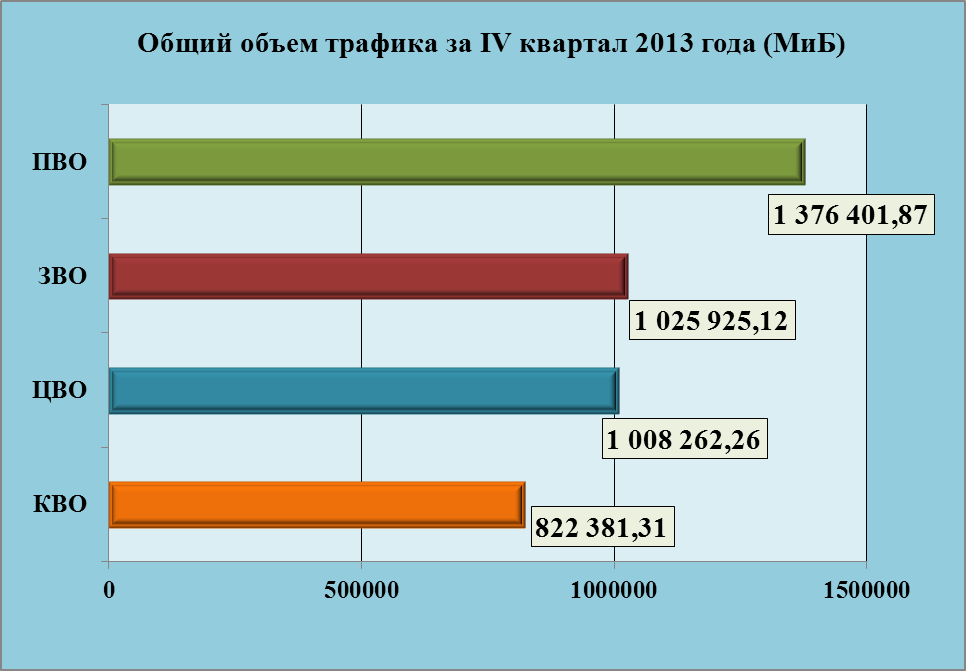 Общий объем трафика за IV квартал 2013 года (МиБ)
ПВО
1 376 401,87
ЗВО
1 025 925,12
ЦВО
1 008 262,26
КВО
822 381,31
0 500000 1000000 1500000